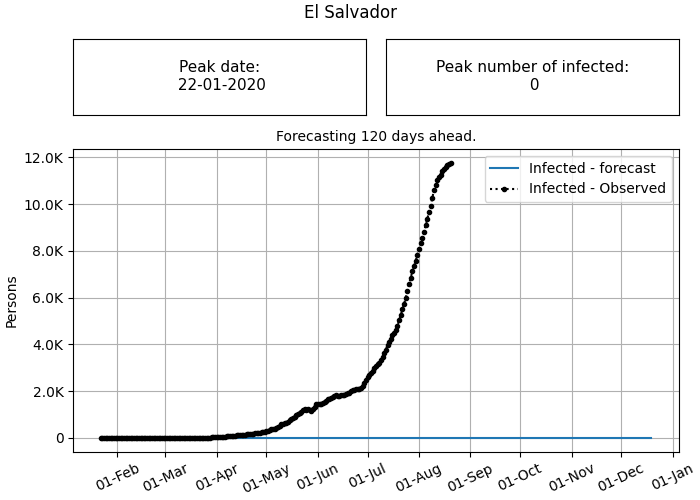 El Salvador
Peak date:
22-01-2020
Peak number of infected:
0
Forecasting 120 days ahead.
12.0K
10.0K
8.0K
6.0K
4.0K
2.0K
0
Persons
Infected - forecast
Infected - Observed
01-Feb
01-Mar
01-Apr
01-May
01-Jun
01-Jul
01-Aug
01-Sep
01-Oct
01-Nov
01-Dec
01-Jan